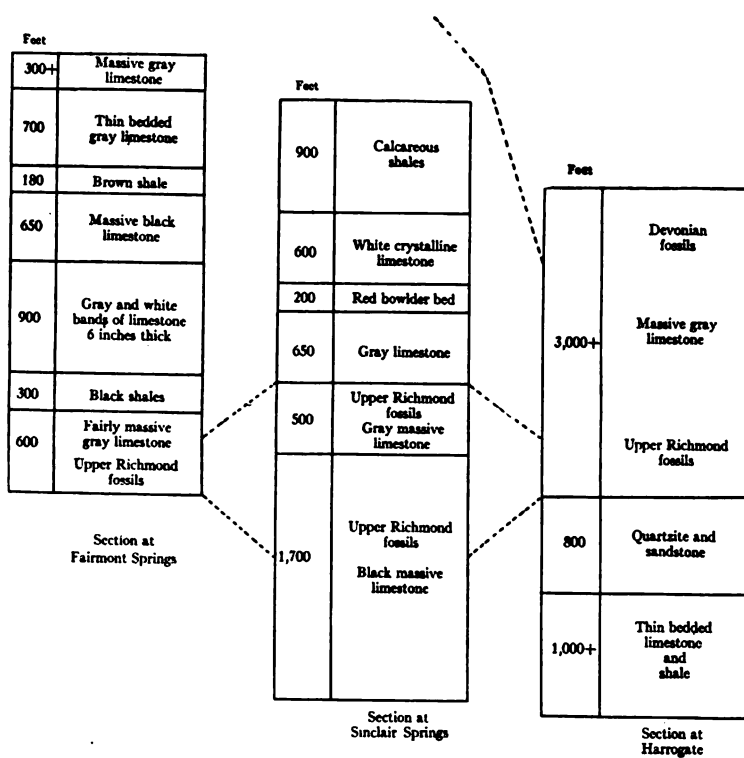 Feet
300+
Massive gray
limestone
700
Thin bedded
gray limestone
180
Brown shale
650
Massive black
limestone
900
Gray and white
bands of limestone
6 inches thick
300
Black shales
600
Fairly massive
gray limestone
Upper Richmond
fossils
Section at
Fairmont Springs
Feet
900
Calcareous
shales
600
White crystalline
limestone
200
Red bowlder bed
650
Gray limestone
500
Upper Richmond
fossils
Gray massive
limestone
1,700
Upper Richmond
fossils
Black massive
limestone
Section at
Sinclair Springs
Feet
3,000+
Devonian
fossils
Massive gray
limestone
Upper Richmond
fossils
800
Quartzite and
sandstone
1,000+
Thin bedded
limestone
and
shale
Section at
Harrogate